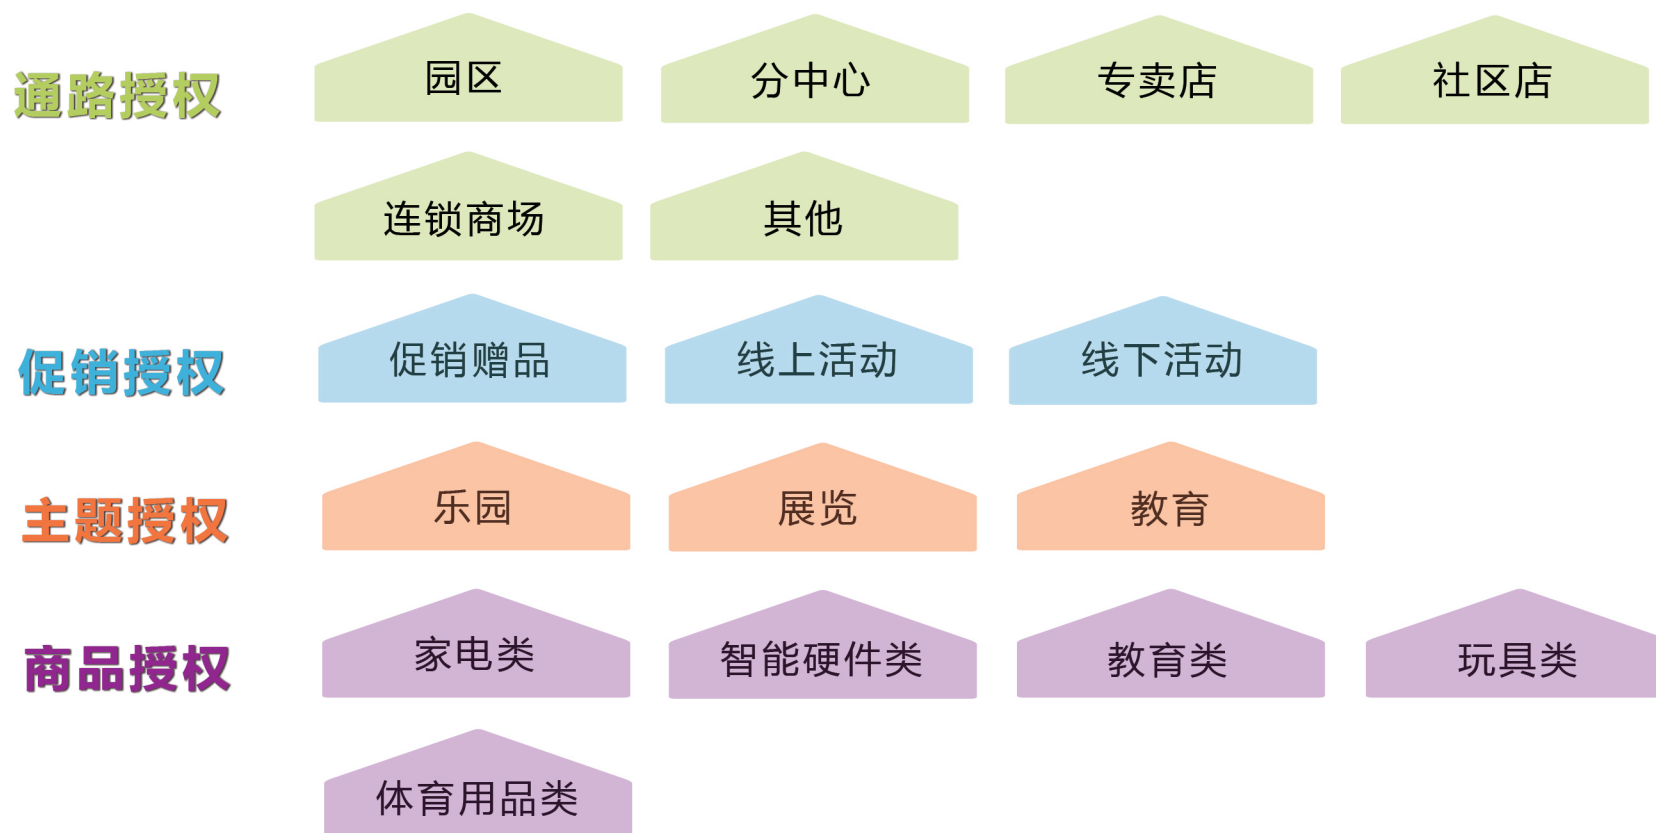 通路授权 园区 分中心 专卖店 社区店
连锁商场 其他
促销授权 促销赠品 线上活动 线下活动
主题授权 乐园 展览 教育
商品授权 家电类 智能硬件类 教育类 玩具类
体育用品类